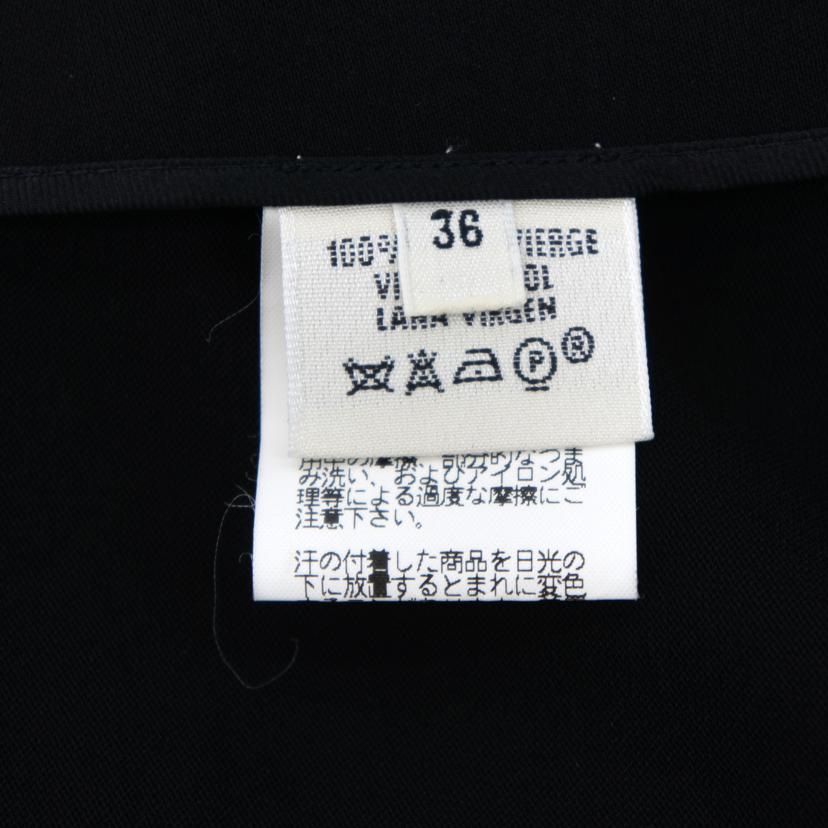 36
100% VIERGE
LANA VIRGEN
P
R
用中の摩擦、部分的なつま
み洗い、およびアイロン処
理等による過度な摩擦にご
注意下さい。
汗の付着した商品を日光の
下に放置するとまれに変色